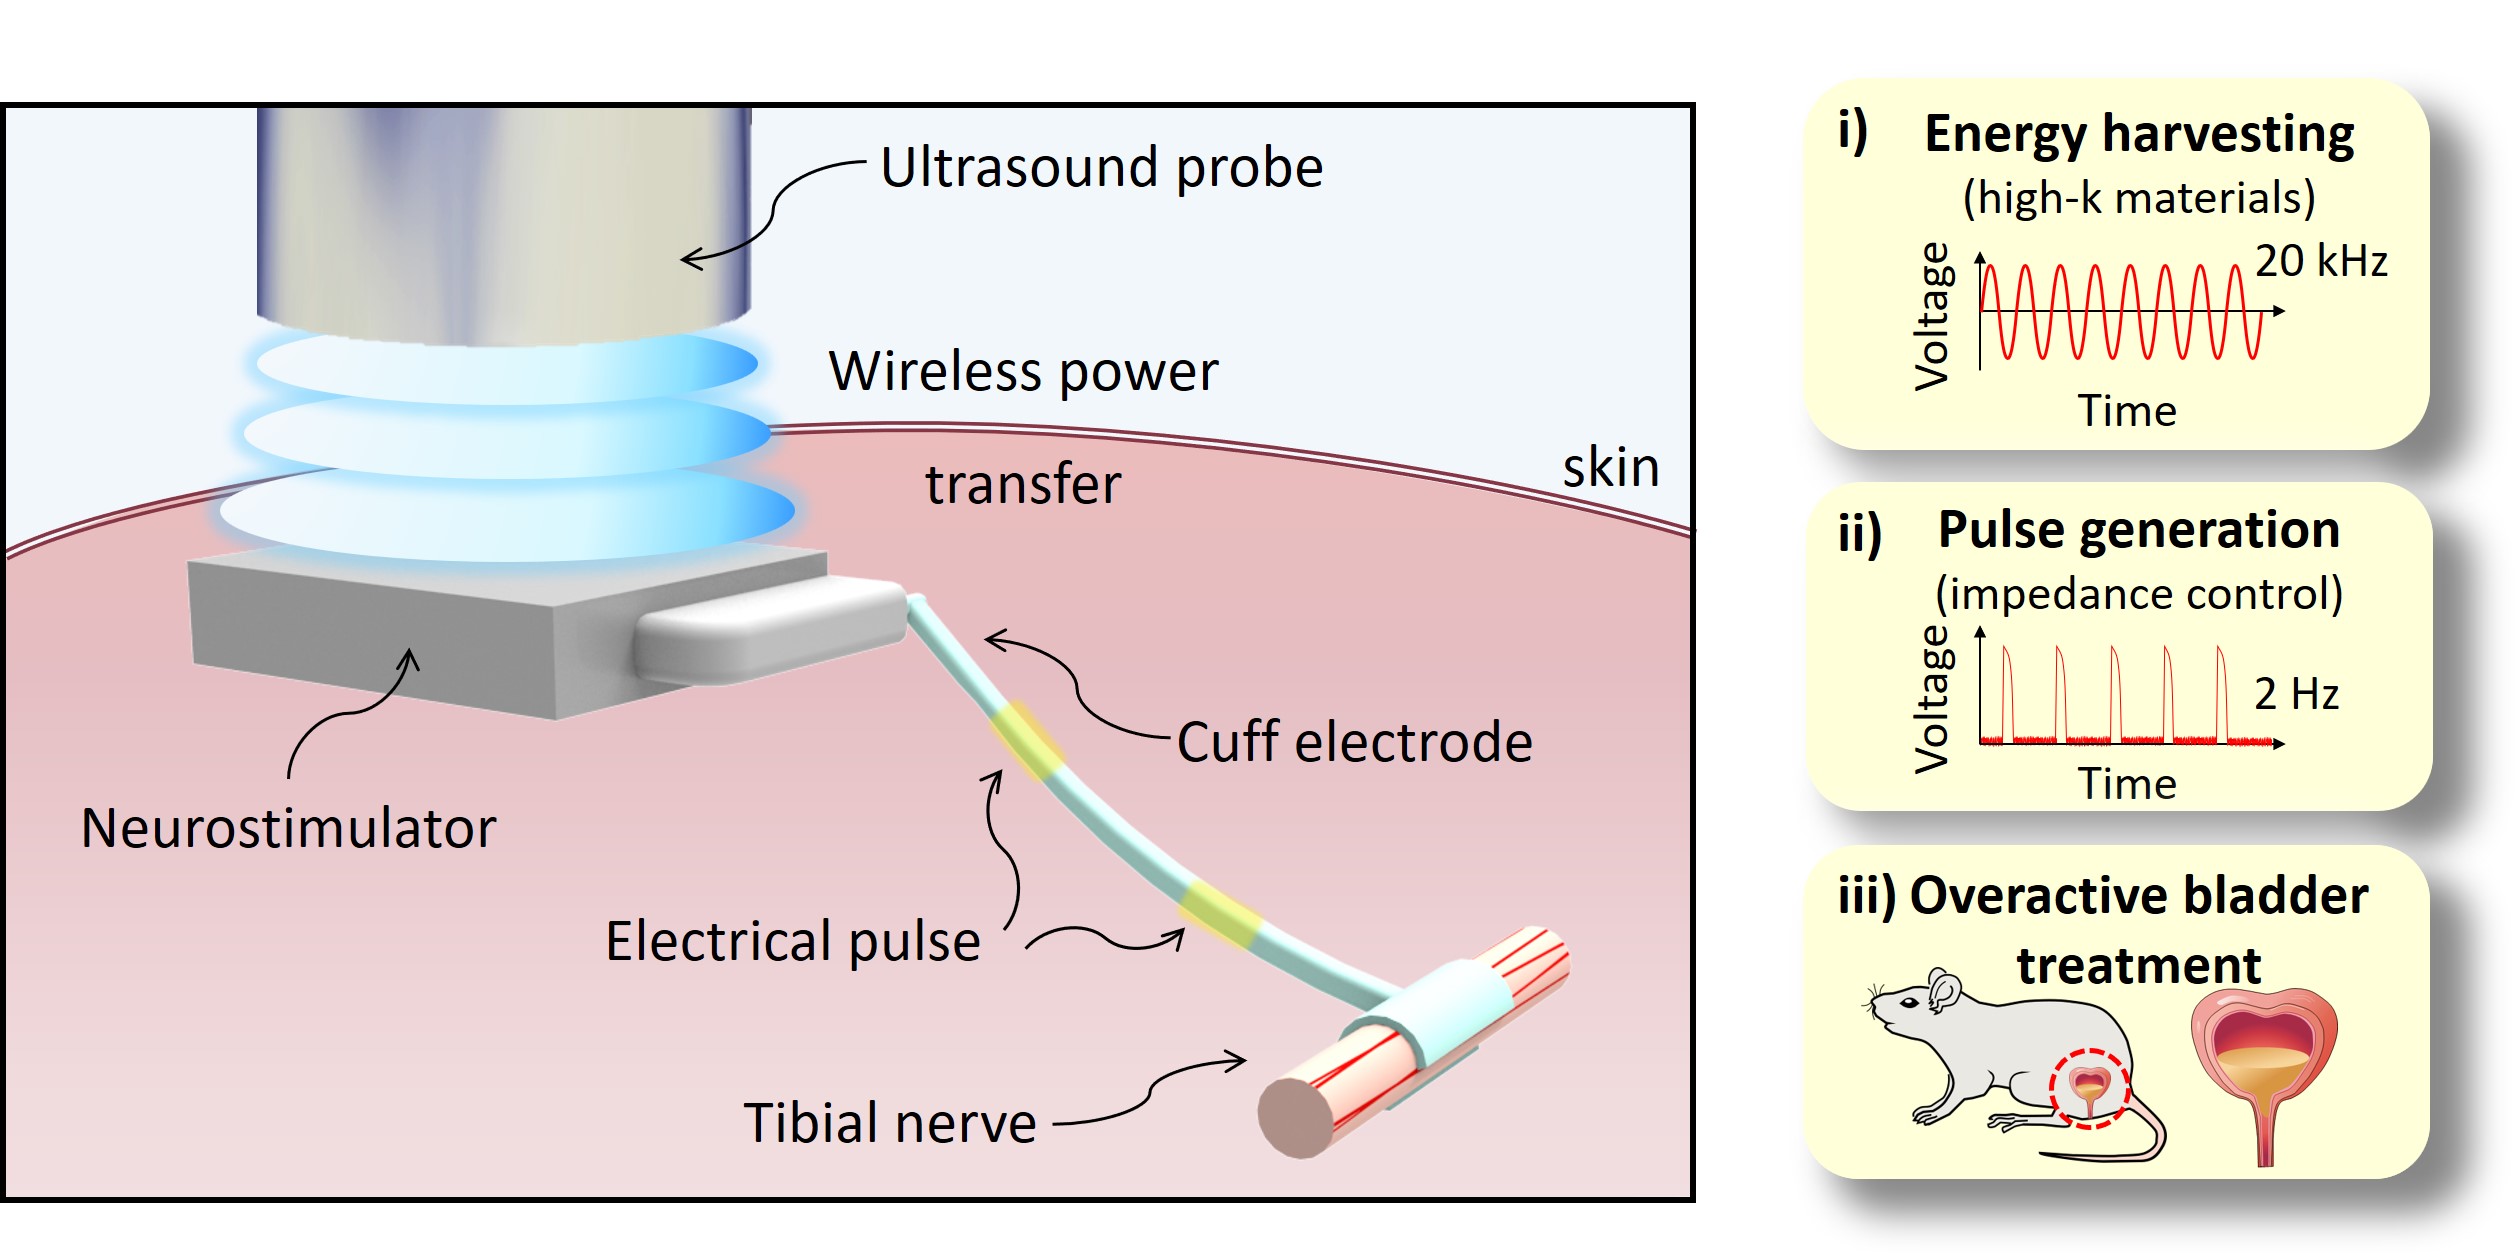 Ultrasound probe
Wireless power
transfer
skin
Neurostimulator
Cuff electrode
Electrical pulse
Tibial nerve
i) Energy harvesting
(high-k materials)
Voltage
20 kHz
Time
ii) Pulse generation
(impedance control)
Voltage
2 Hz
Time
iii) Overactive bladder
treatment